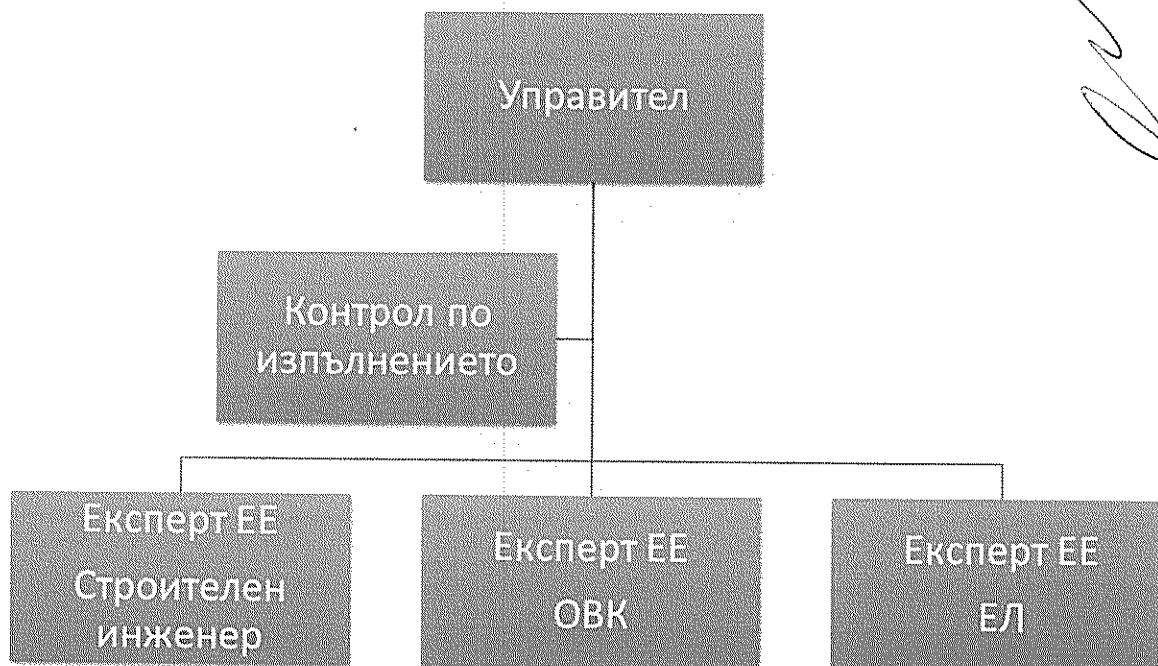 Управител
Контрол по
изпълнението
Експерт ЕЕ
Строителен
инженер
Експерт ЕЕ
ОВК
Експерт ЕЕ
ЕЛ